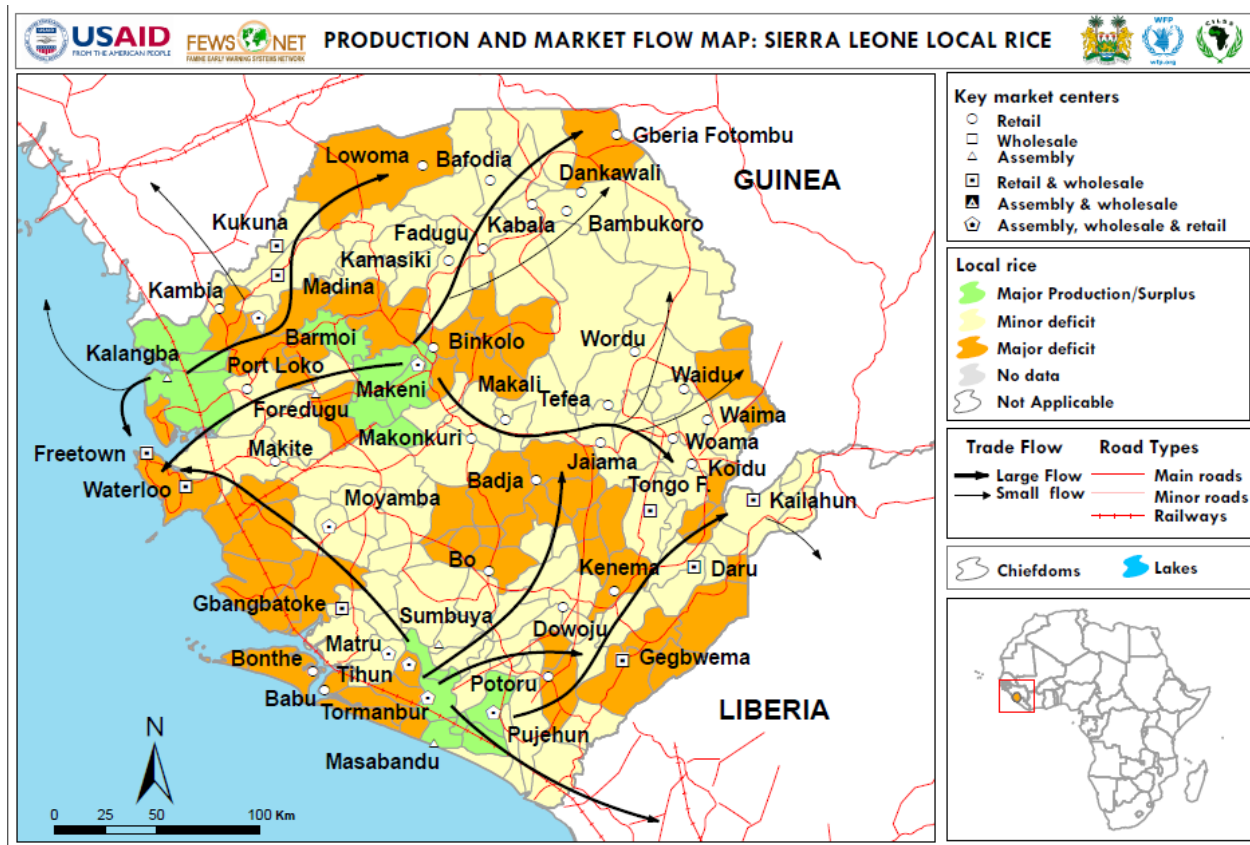 USAID
FROM THE AMERICAN PEOPLE
FEWS NET
FAMINE EARLY WARNING SYSTEMS NETWORK
PRODUCTION AND MARKET FLOW MAP: SIERRA LEONE LOCAL RICE
WFP
wfp.org
CILSS
Key market centers
Retail
Wholesale
Assembly
Retail & wholesale
Assembly & wholesale
Assembly, wholesale & retail
Local rice
Major Production/Surplus
Minor deficit
Major deficit
No data
Not Applicable
Trade Flow
Road Types
Large Flow
Main roads
Small flow
Minor roads
Railways
Chiefdoms
Lakes
Gberia Fotombu
Lowoma
Bafodia
Dankawali
GUINEA
Kukuna
Kabala
Bambukoro
Fadugu
Kamasiki
Kambia
Madina
Barmoi
Binkolo
Wordu
Kalangba
Port Loko
Makeni
Makali
Tefea
Waidu
Foredugu
Waima
Makite
Makonkuri
Woama
Freetown
Jaiama
Koidu
Waterloo
Badja
Tongo F.
Moyamba
Kailahun
Bo
Kenema
Daru
Gbangbatoke
Sumbuya
Dowoju
Matru
Bonthe
Tihun
Gegbwema
Babu
Potoru
Tormanbur
LIBERIA
Pujehun
Masabandu
N
0 25 50 100 Km